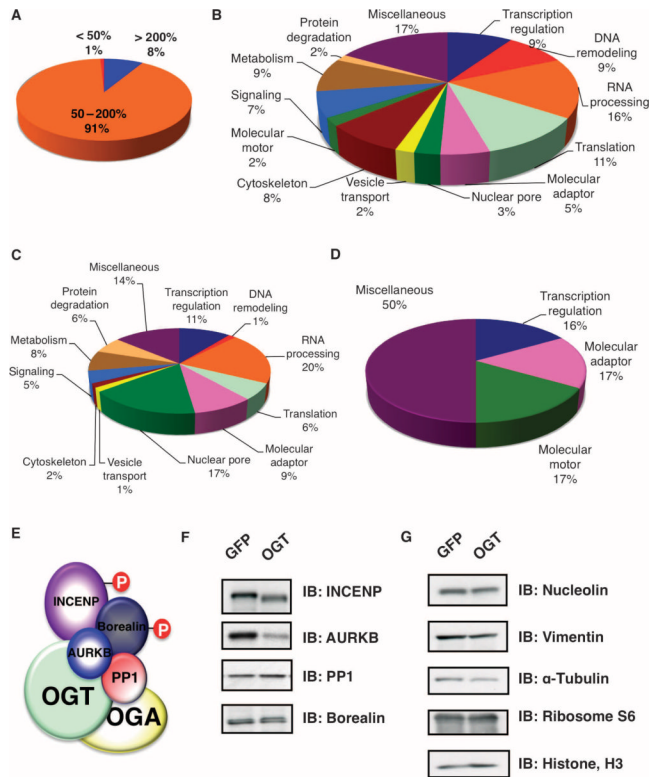 A
< 50%
1%
> 200%
8%
50–200%
91%
B
Protein
degradation
2%
Miscellaneous
17%
Transcription
regulation
9%
DNA
remodeling
9%
Metabolism
9%
RNA
processing
16%
Signaling
7%
Molecular
motor
2%
Translation
11%
Cytoskeleton
8%
Vesicle
transport
2%
Nuclear pore
3%
Molecular
adaptor
5%
C
Miscellaneous
14%
Protein
degradation
6%
Transcription
regulation
11%
DNA
remodeling
1%
Metabolism
8%
RNA
processing
20%
Signaling
5%
Translation
6%
Cytoskeleton
2%
Vesicle
transport
1%
Nuclear pore
17%
Molecular
adaptor
9%
D
Miscellaneous
50%
Transcription
regulation
16%
Molecular
adaptor
17%
Molecular
motor
17%
E
P
INCENP
Borealin
P
AURKB
PP1
OGT
OGA
F
GFP
OGT
IB: INCENP
IB: AURKB
IB: PP1
IB: Borealin
G
GFP
OGT
IB: Nucleolin
IB: Vimentin
IB: α-Tubulin
IB: Ribosome S6
IB: Histone, H3